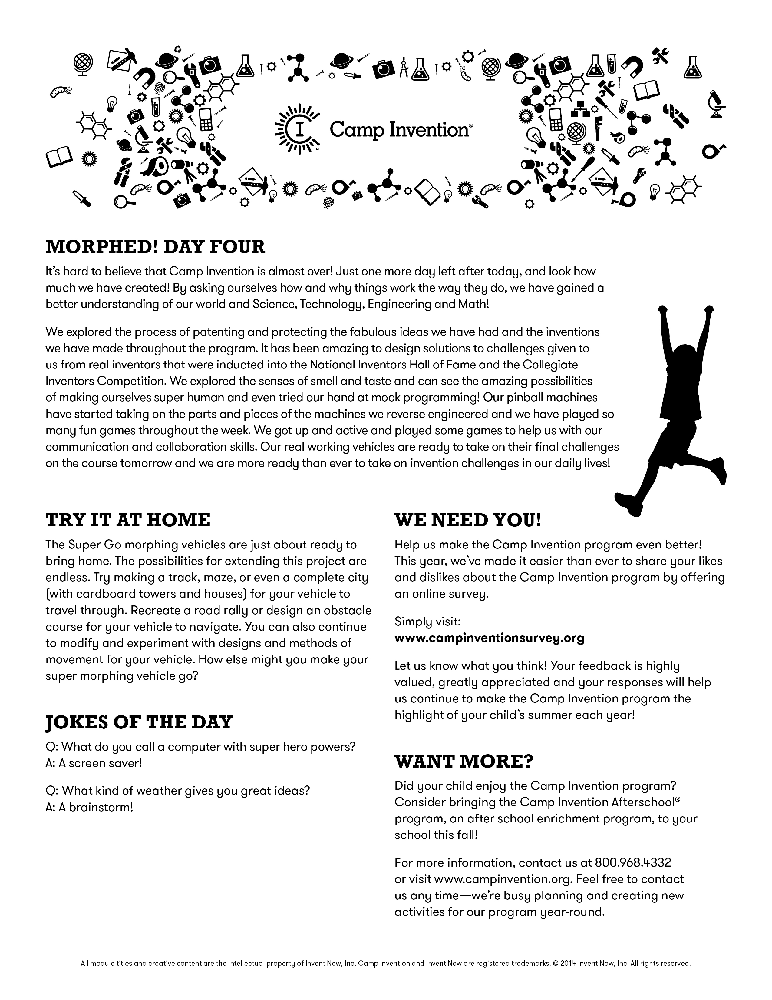 Camp Invention®
I
™
MORPHED! DAY FOUR
It’s hard to believe that Camp Invention is almost over! Just one more day left after today, and look how
much we have created! By asking ourselves how and why things work the way they do, we have gained a
better understanding of our world and Science, Technology, Engineering and Math!
We explored the process of patenting and protecting the fabulous ideas we have had and the inventions
we have made throughout the program. It has been amazing to design solutions to challenges given to
us from real inventors that were inducted into the National Inventors Hall of Fame and the Collegiate
Inventors Competition. We explored the senses of smell and taste and can see the amazing possibilities
of making ourselves super human and even tried our hand at mock programming! Our pinball machines
have started taking on the parts and pieces of the machines we reverse engineered and we have played so
many fun games throughout the week. We got up and active and played some games to help us with our
communication and collaboration skills. Our real working vehicles are ready to take on their final challenges
on the course tomorrow and we are more ready than ever to take on invention challenges in our daily lives!
TRY IT AT HOME
The Super Go morphing vehicles are just about ready to
bring home. The possibilities for extending this project are
endless. Try making a track, maze, or even a complete city
(with cardboard towers and houses) for your vehicle to
travel through. Recreate a road rally or design an obstacle
course for your vehicle to navigate. You can also continue
to modify and experiment with designs and methods of
movement for your vehicle. How else might you make your
super morphing vehicle go?
JOKES OF THE DAY
Q: What do you call a computer with super hero powers?
A: A screen saver!
Q: What kind of weather gives you great ideas?
A: A brainstorm!
WE NEED YOU!
Help us make the Camp Invention program even better!
This year, we’ve made it easier than ever to share your likes
and dislikes about the Camp Invention program by offering
an online survey.
Simply visit:
www.campinventionsurvey.org
Let us know what you think! Your feedback is highly
valued, greatly appreciated and your responses will help
us continue to make the Camp Invention program the
highlight of your child’s summer each year!
WANT MORE?
Did your child enjoy the Camp Invention program?
Consider bringing the Camp Invention Afterschool®
program, an after school enrichment program, to your
school this fall!
For more information, contact us at 800.968.4332
or visit www.campinvention.org. Feel free to contact
us any time—we’re busy planning and creating new
activities for our program year-round.
All module titles and creative content are the intellectual property of Invent Now, Inc. Camp Invention and Invent Now are registered trademarks. © 2014 Invent Now, Inc. All rights reserved.